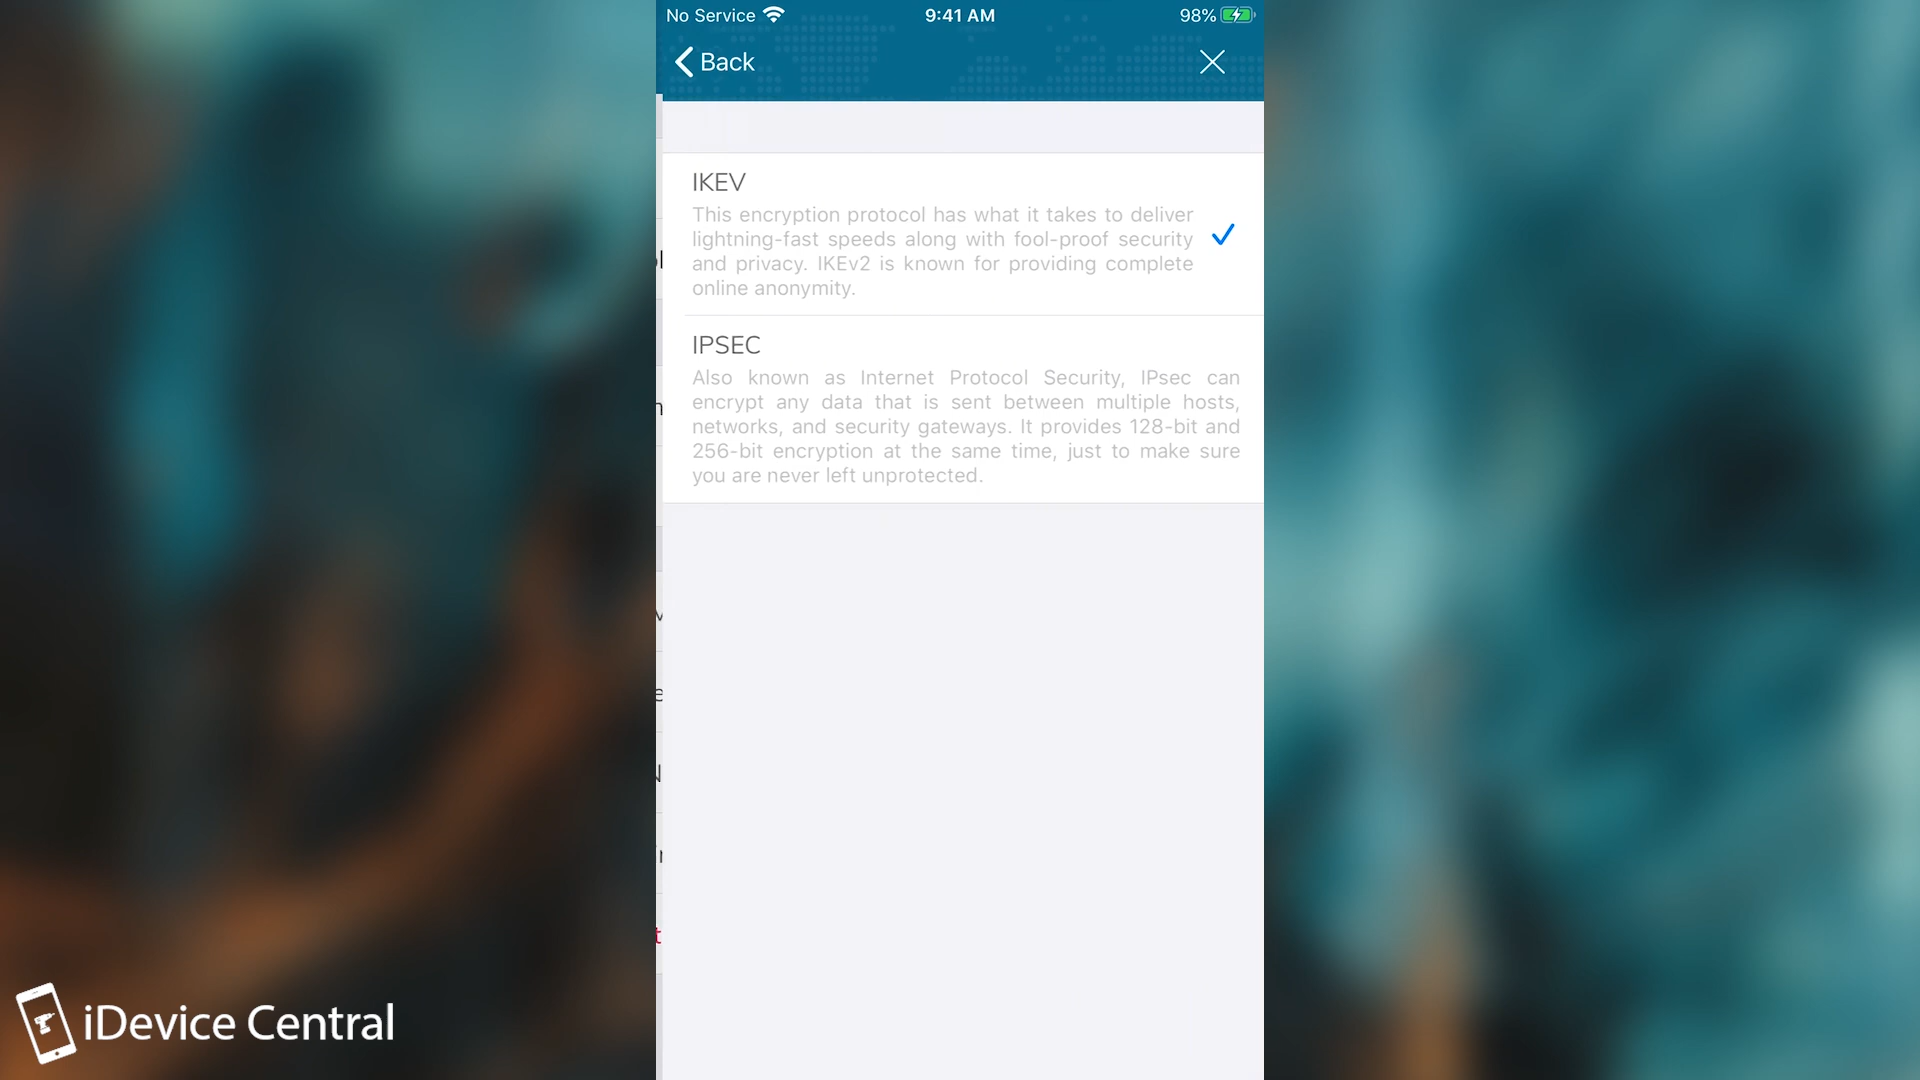 No Service 9:41 AM 98%
Back
IKEV
This encryption protocol has what it takes to deliver
lightning-fast speeds along with fool-proof security
and privacy. IKEv2 is known for providing complete
online anonymity.
IPSEC
Also known as Internet Protocol Security, IPsec can
encrypt any data that is sent between multiple hosts,
networks, and security gateways. It provides 128-bit and
256-bit encryption at the same time, just to make sure
you are never left unprotected.
iDevice Central